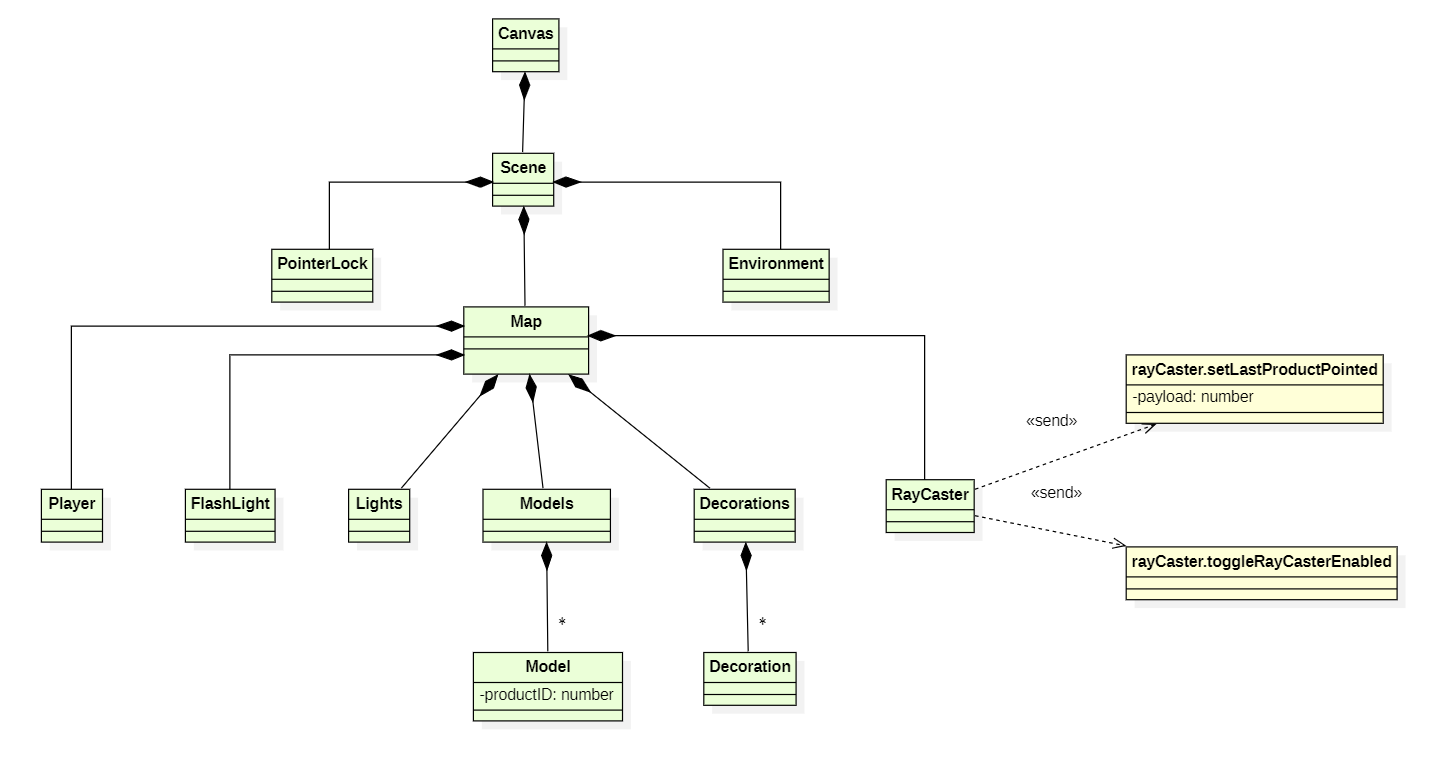 Canvas
Scene
PointerLock
Environment
Map
rayCaster.setLastProductPointed
-payload: number
«send»
«send»
Player
FlashLight
Lights
Models
Decorations
RayCaster
rayCaster.toggleRayCasterEnabled
*
*
Model
-productID: number
Decoration